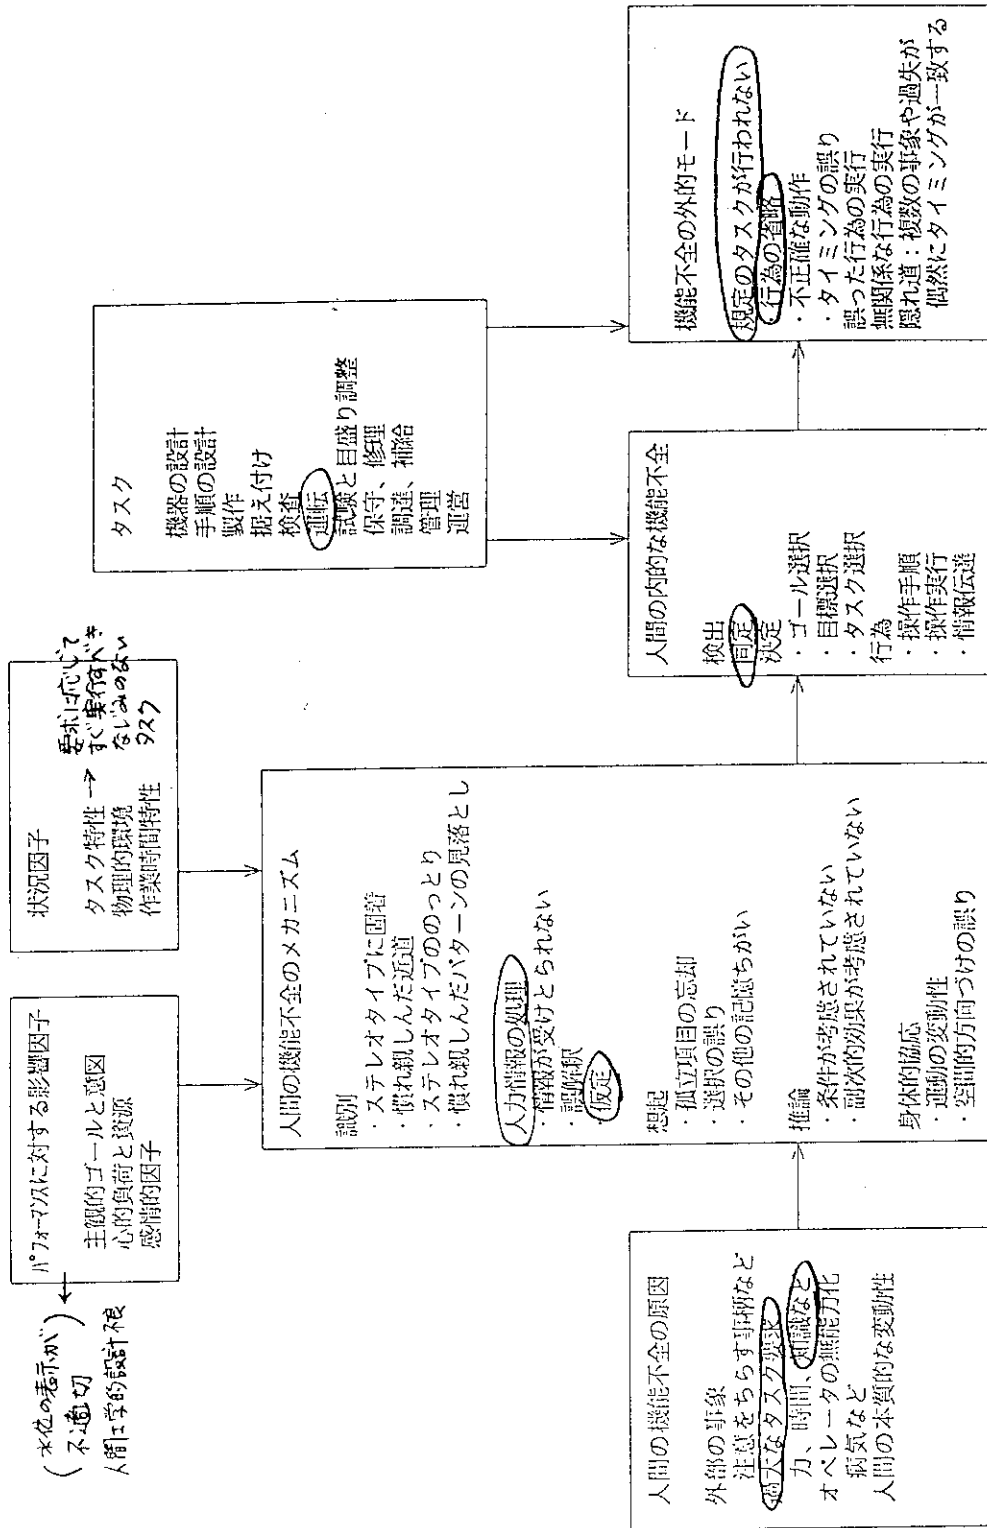 パフォーマンスに対する影響因子
主観的ゴールと意図
心的負荷と資源
感情的因子
(水位の表示が
不適切)
人間工学的設計不良
状況因子
タスク特性 →
物理的環境
作業時間特性
要求に応じて
すぐ実行すべき
なじみのない
タスク
タスク
機器の設計
手順の設計
製作
据え付け
検査
運転
試験と目盛り調整
保守、修理
調達、補給
管理
運営
人間の機能不全の原因
外部の事象
注意をちらす事柄など
過大なタスク要求
力、時間、知識など
オペレータの無能力化
病気など
人間の本質的な変動性
人間の機能不全のメカニズム
識別
・ステレオタイプに固着
・慣れ親しんだ近道
・ステレオタイプののっとり
・慣れ親しんだパターンの見落とし
入力情報の処理
・情報が受けとられない
・誤解釈
・仮定
想起
・孤立項目の忘却
・選択の誤り
・その他の記憶ちがい
推論
・条件が考慮されていない
・副次的効果が考慮されていない
身体的協応
・運動の変動性
・空間的方向づけの誤り
人間の内的な機能不全
検出
同定
決定
・ゴール選択
・目標選択
・タスク選択
行為
・操作手順
・操作実行
・情報伝達
機能不全の外的モード
規定のタスクが行われない
・行為の省略
・不正確な動作
・タイミングの誤り
誤った行為の実行
無関係な行為の実行
隠れ道：複数の事象や過失が
偶然にタイミングが一致する